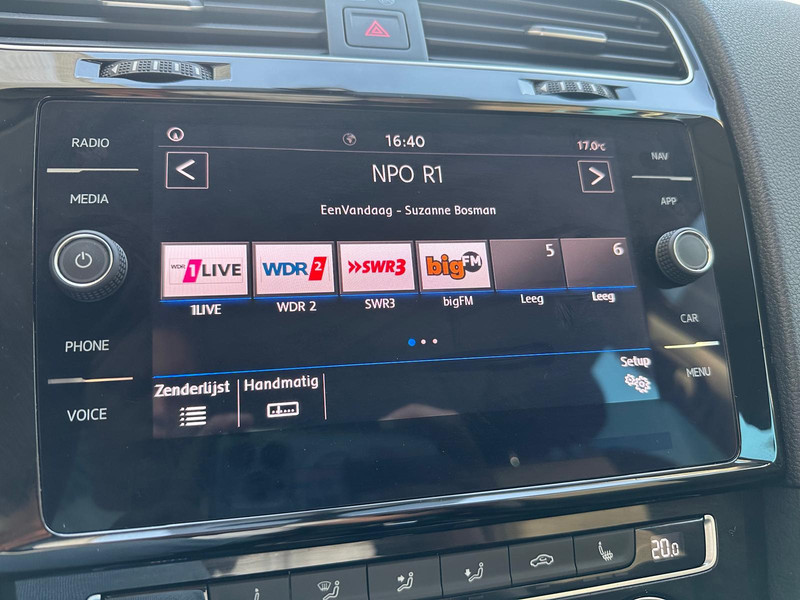 RADIO
MEDIA
PHONE
VOICE
16:40
17.0°C
NPO R1
EenVandaag - Suzanne Bosman
WDR 1LIVE
WDR 2
SWR3
bigFM
5
6
1LIVE
WDR 2
SWR3
bigFM
Leeg
Leeg
Zenderlijst
Handmatig
Setup
NAV
APP
CAR
MENU
20.0